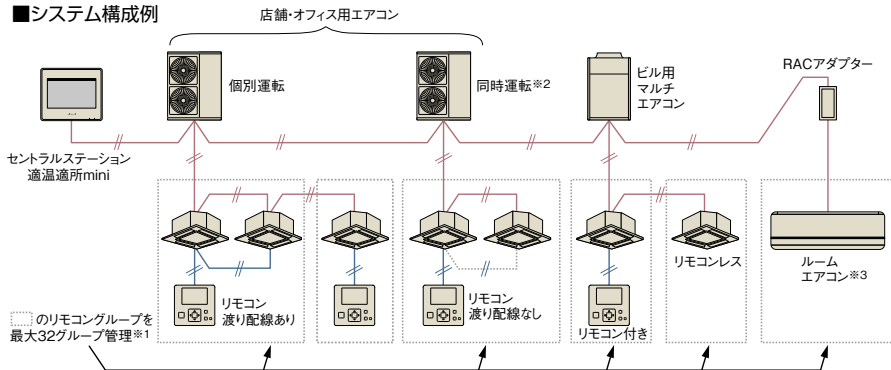 ■システム構成例
店舗・オフィス用エアコン
個別運転
同時運転※2
ビル用
マルチ
エアコン
RACアダプター
セントラルステーション
適温適所mini
リモコン
渡り配線あり
リモコン
渡り配線なし
リモコン付き
リモコンレス
ルーム
エアコン※3
のリモコングループを
最大32グループ管理※1